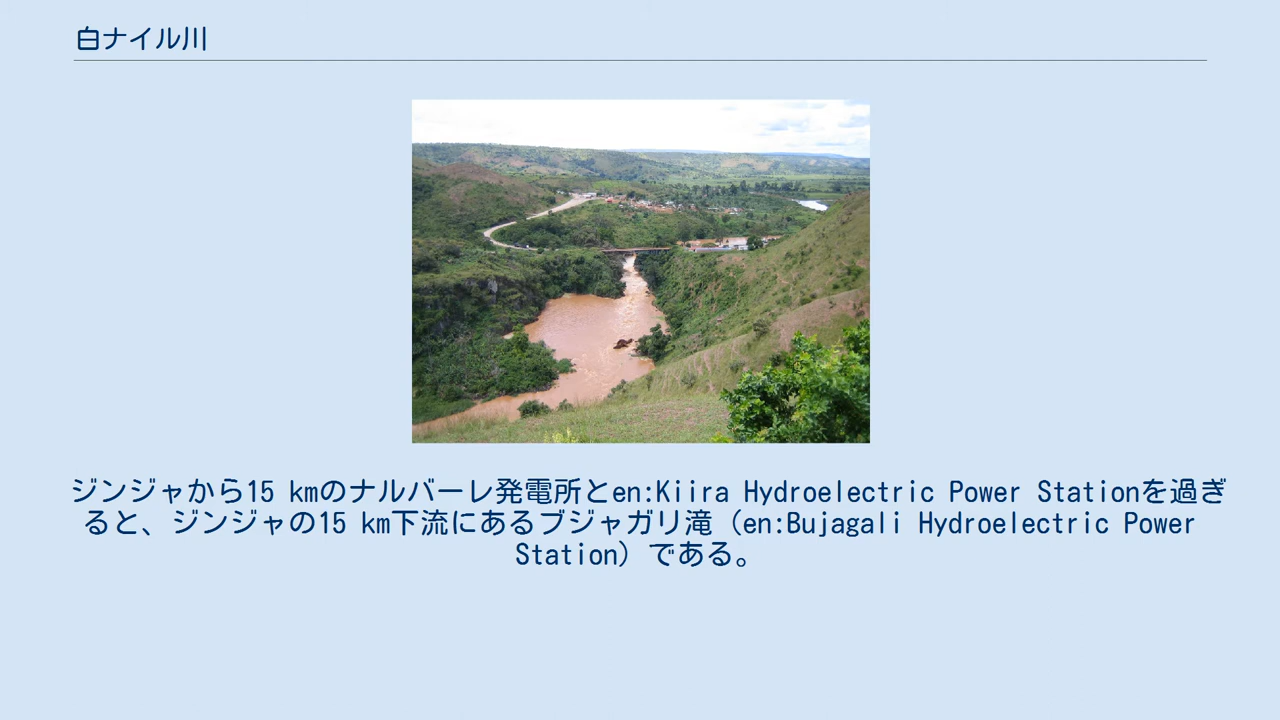 白ナイル川
ジンジャから15 kmのナルバーレ発電所とen:Kiira Hydroelectric Power Stationを過ぎ
ると、ジンジャの15 km下流にあるブジャガリ滝（en:Bujagali Hydroelectric Power
Station）である。